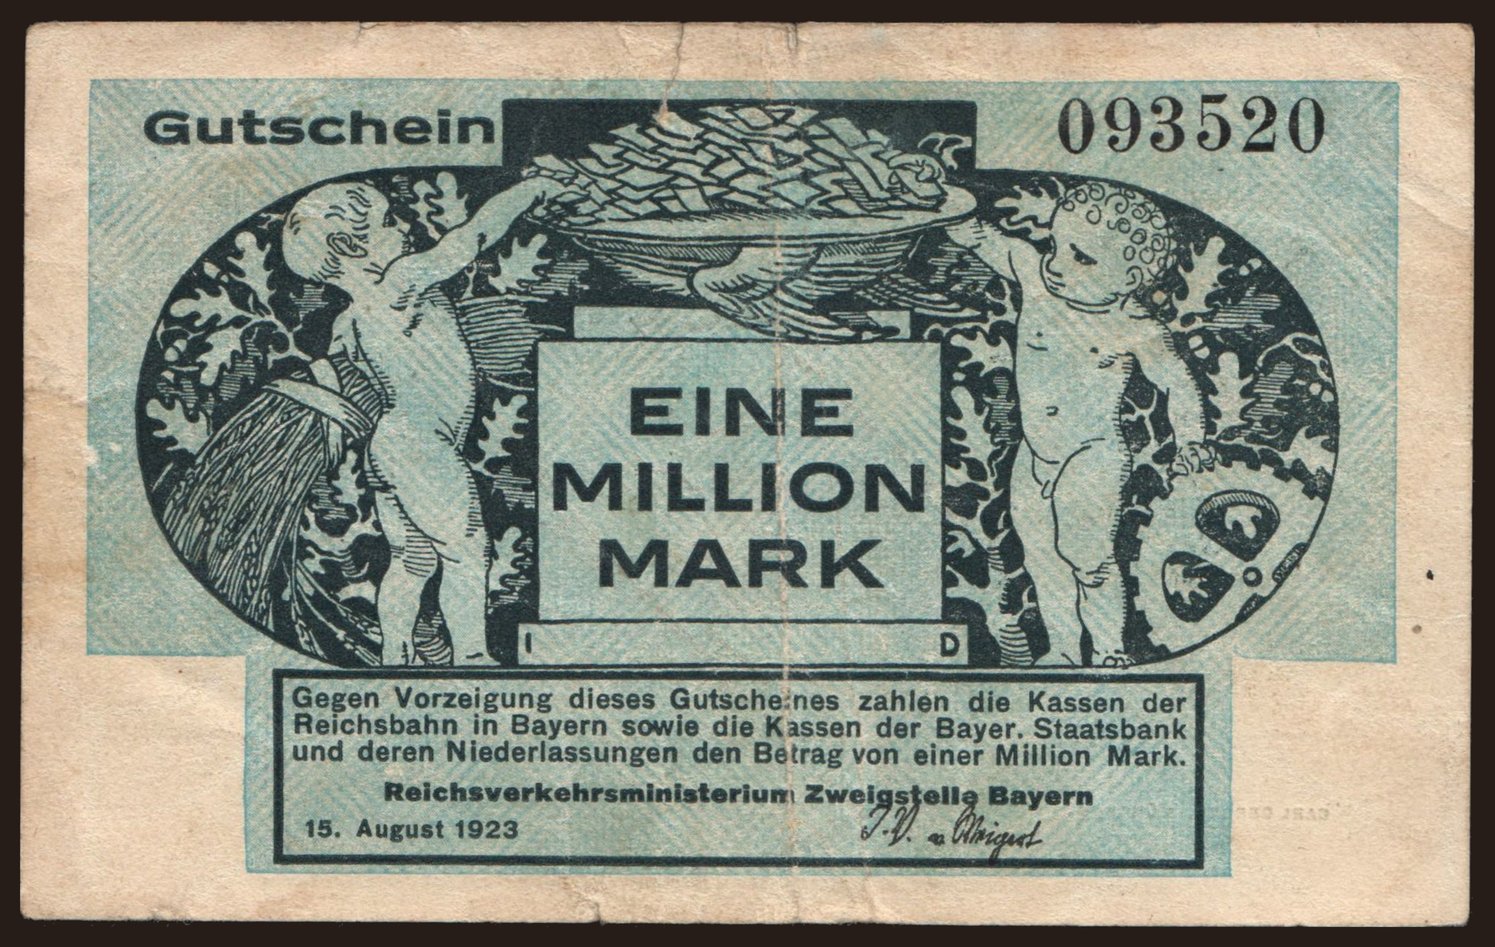 Gutschein
093520
EINE
MILLION
MARK
I D
Gegen Vorzeigung dieses Gutscheines zahlen die Kassen der
Reichsbahn in Bayern sowie die Kassen der Bayer. Staatsbank
und deren Niederlassungen den Betrag von einer Million Mark.
Reichsverkehrsministerium Zweigstelle Bayern
15. August 1923
J. V.